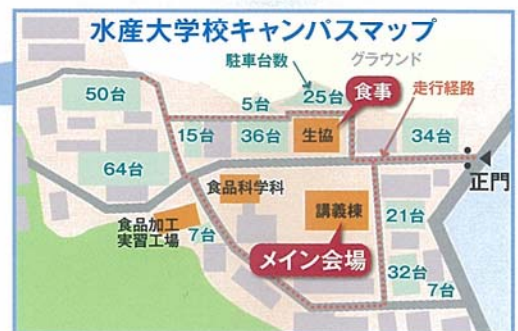 水産大学校キャンパスマップ
駐車台数
グラウンド
50台
5台
25台
食事
走行経路
15台
36台
生協
34台
64台
正門
食品科学科
講義棟
食品加工
実習工場
7台
21台
メイン会場
32台
7台